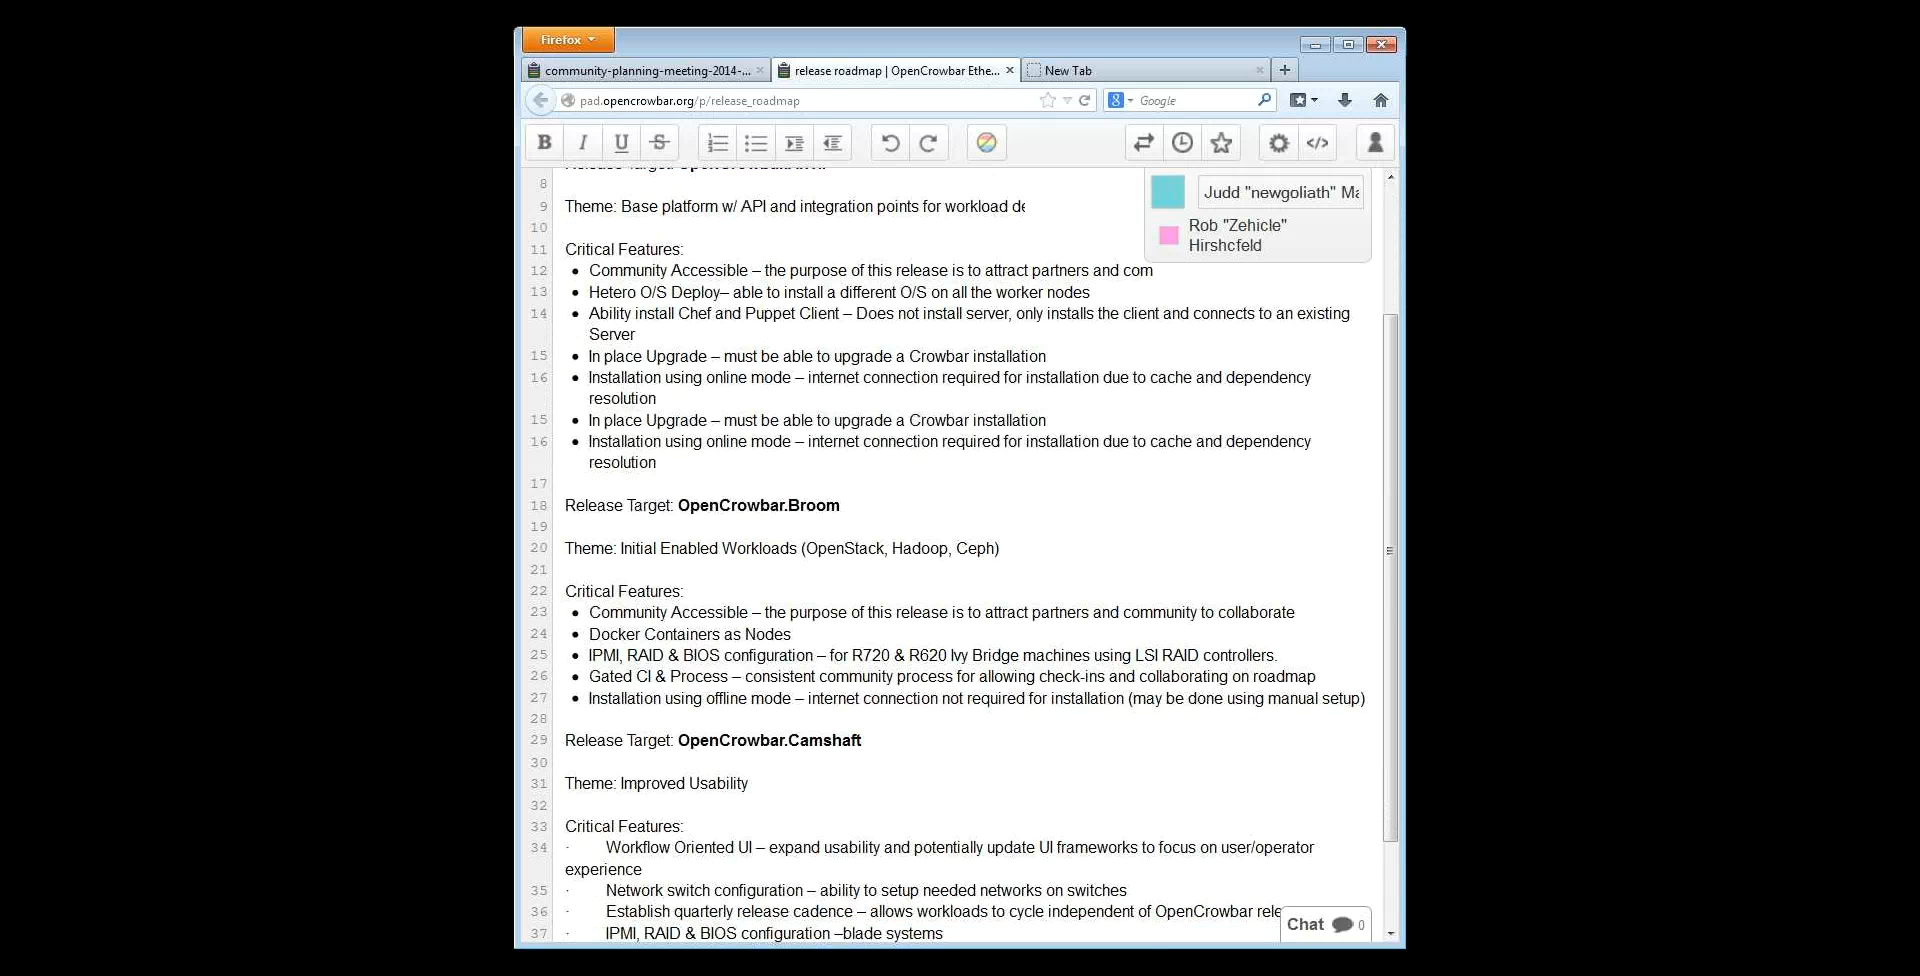 Firefox
community-planning-meeting-2014-...
release roadmap | OpenCrowbar Ethe...
New Tab
pad.opencrowbar.org/p/release_roadmap
8 Google
B I U S
</>
Judd "newgoliath" Ma
Rob "Zehicle"
Hirshcfeld
8
9 Theme: Base platform w/ API and integration points for workload de
10
11 Critical Features:
12 • Community Accessible – the purpose of this release is to attract partners and com
13 • Hetero O/S Deploy– able to install a different O/S on all the worker nodes
14 • Ability install Chef and Puppet Client – Does not install server, only installs the client and connects to an existing
Server
15 • In place Upgrade – must be able to upgrade a Crowbar installation
16 • Installation using online mode – internet connection required for installation due to cache and dependency
resolution
15 • In place Upgrade – must be able to upgrade a Crowbar installation
16 • Installation using online mode – internet connection required for installation due to cache and dependency
resolution
17
18 Release Target: OpenCrowbar.Broom
19
20 Theme: Initial Enabled Workloads (OpenStack, Hadoop, Ceph)
21
22 Critical Features:
23 • Community Accessible – the purpose of this release is to attract partners and community to collaborate
24 • Docker Containers as Nodes
25 • IPMI, RAID & BIOS configuration – for R720 & R620 Ivy Bridge machines using LSI RAID controllers.
26 • Gated CI & Process – consistent community process for allowing check-ins and collaborating on roadmap
27 • Installation using offline mode – internet connection not required for installation (may be done using manual setup)
28
29 Release Target: OpenCrowbar.Camshaft
30
31 Theme: Improved Usability
32
33 Critical Features:
34 · Workflow Oriented UI – expand usability and potentially update UI frameworks to focus on user/operator
experience
35 · Network switch configuration – ability to setup needed networks on switches
36 · Establish quarterly release cadence – allows workloads to cycle independent of OpenCrowbar rele
37 · IPMI, RAID & BIOS configuration –blade systems
Chat 0